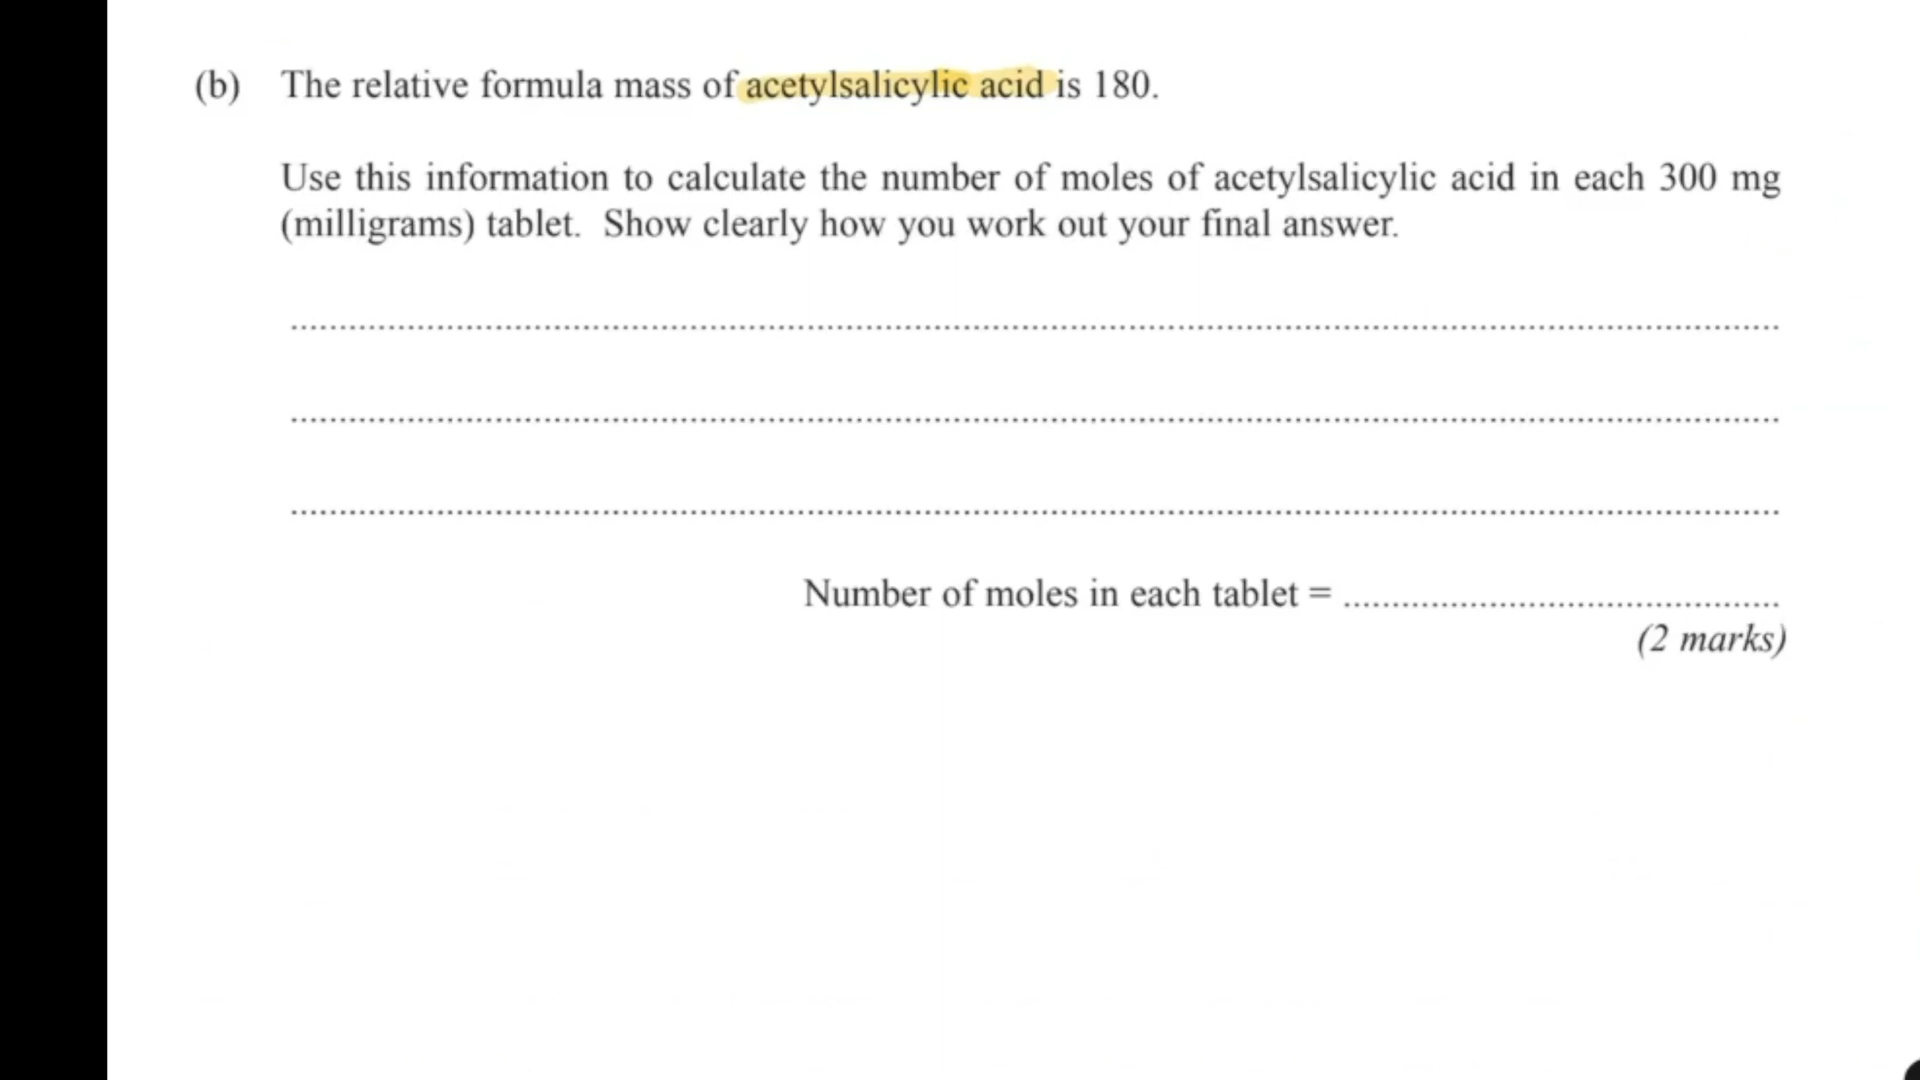 (b) The relative formula mass of acetylsalicylic acid is 180.
Use this information to calculate the number of moles of acetylsalicylic acid in each 300 mg
(milligrams) tablet. Show clearly how you work out your final answer.
Number of moles in each tablet = ......................................................
(2 marks)